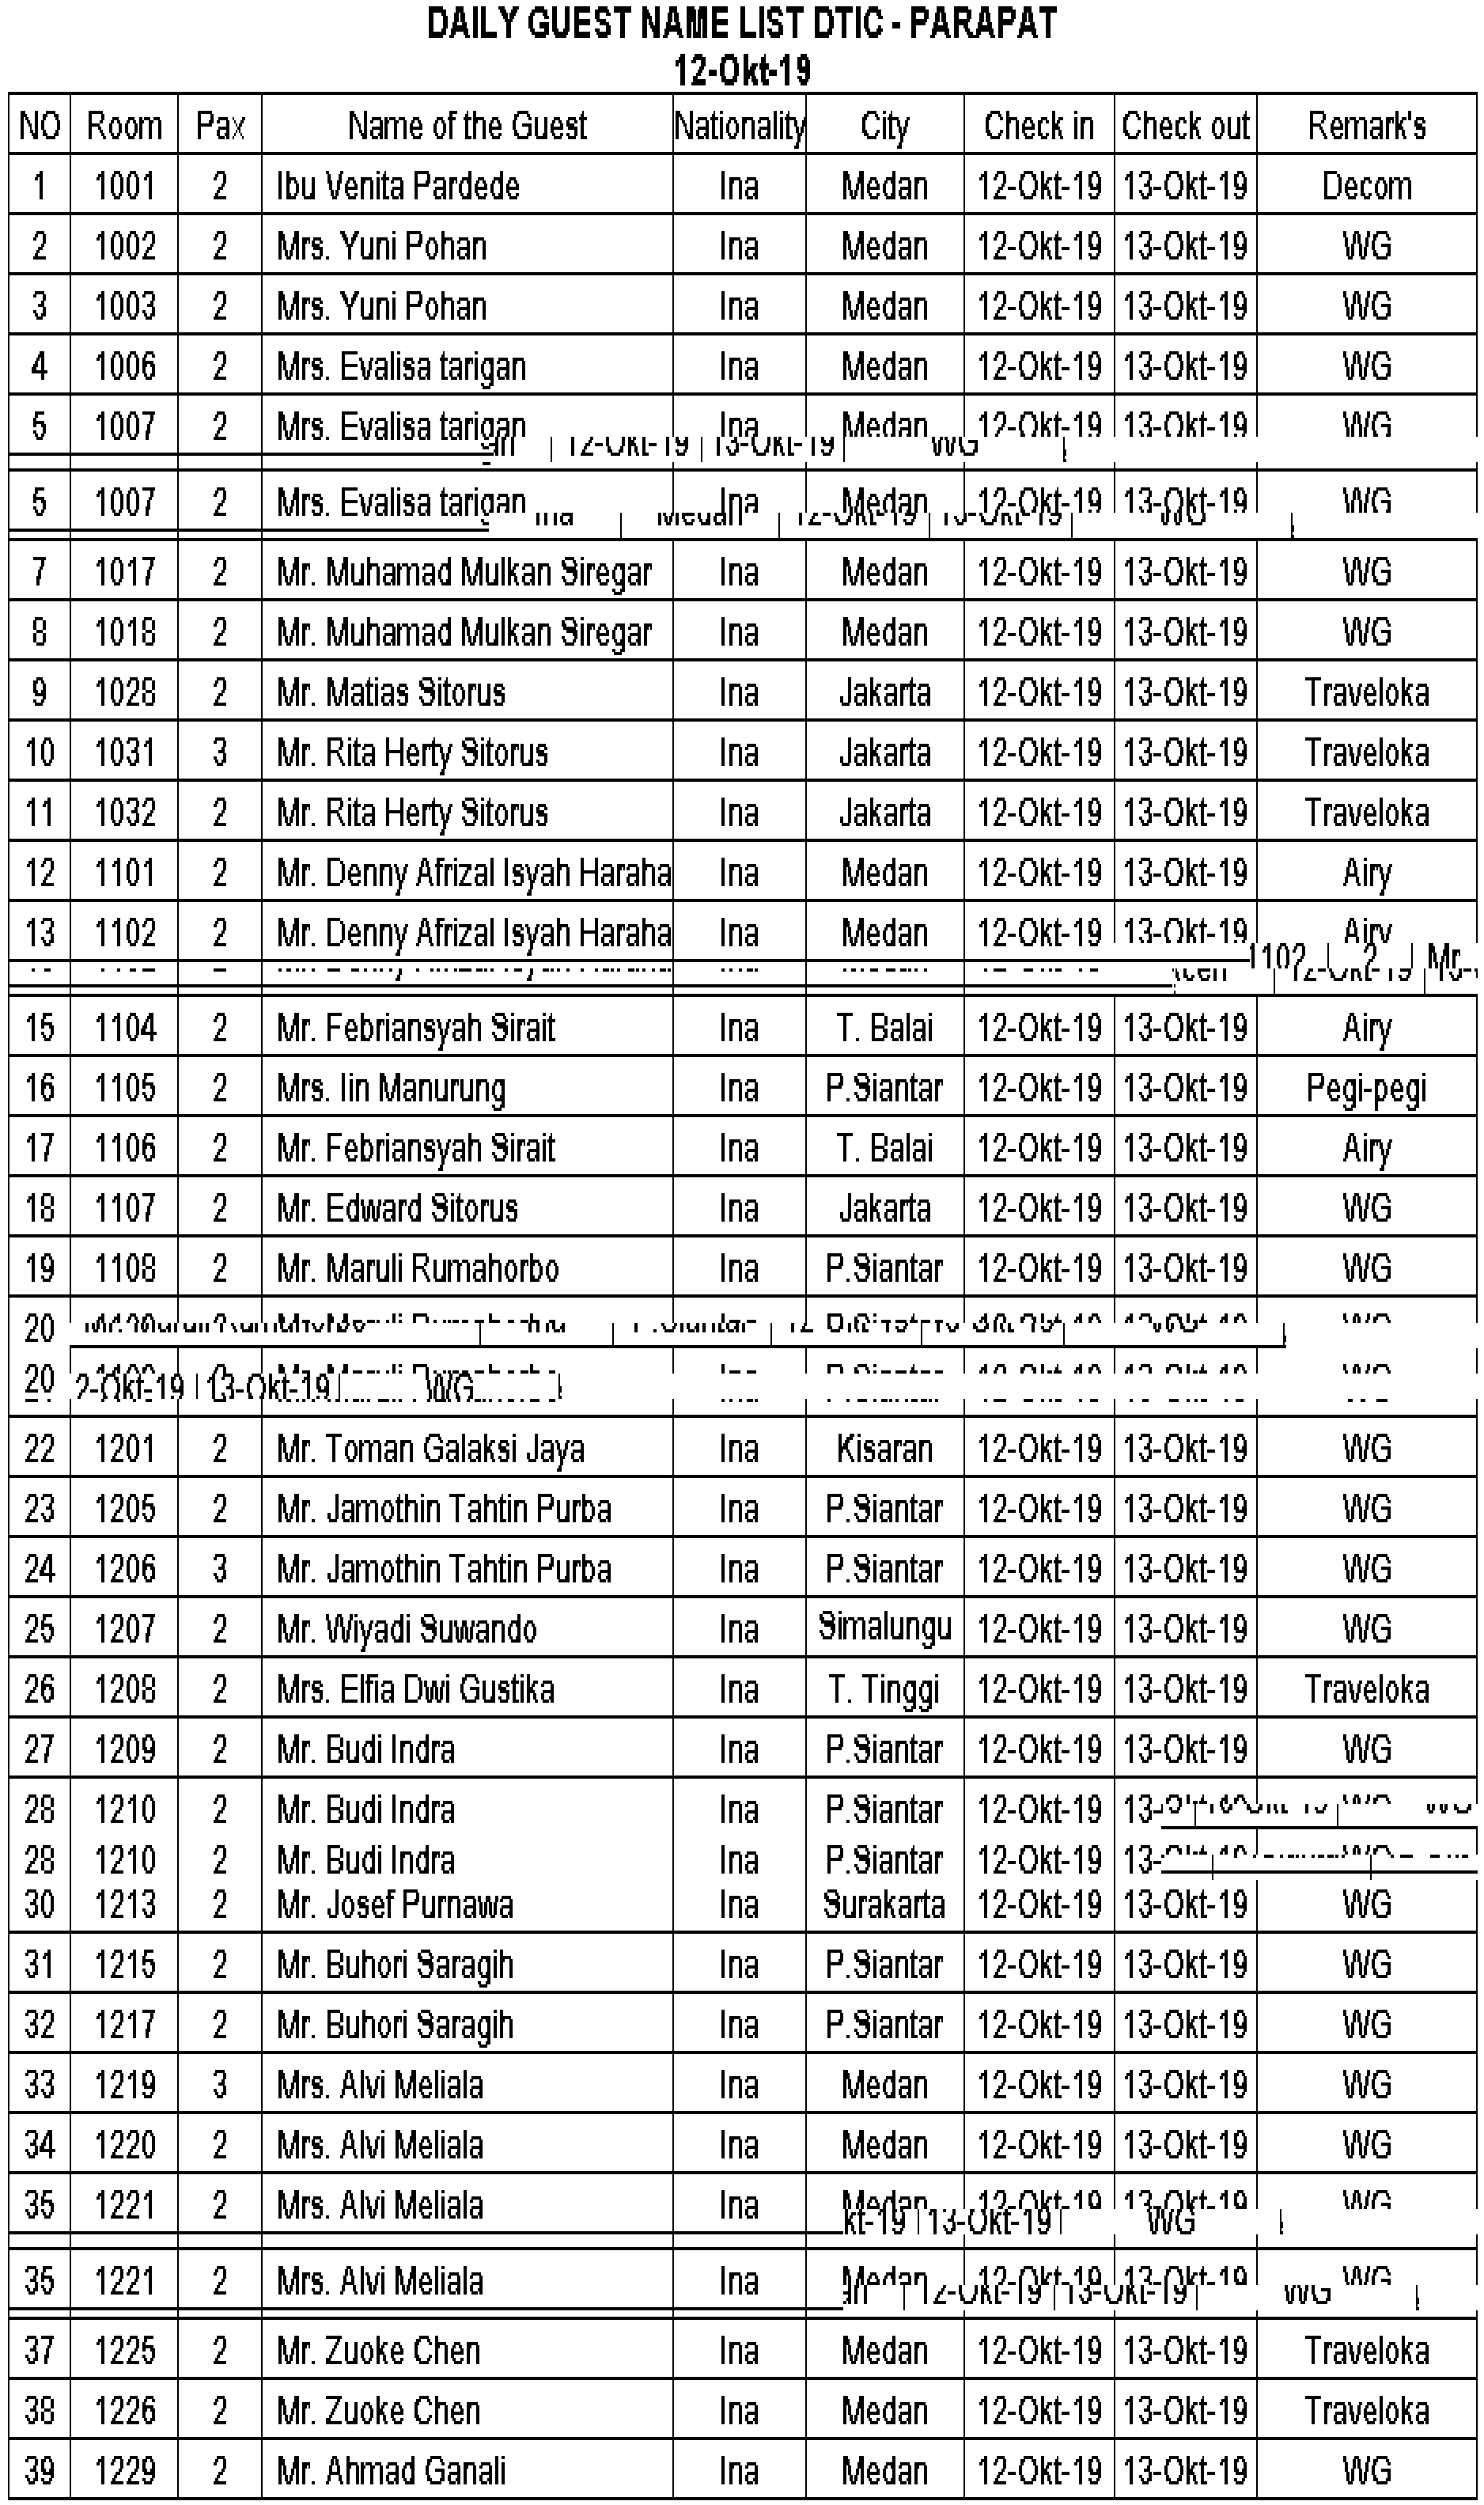 DAILY GUEST NAME LIST DTIC - PARAPAT
12-Okt-19
NO Room Pax Name of the Guest Nationality City Check in Check out Remark's
1 1001 2 Ibu Venita Pardede Ina Medan 12-Okt-19 13-Okt-19 Decom
2 1002 2 Mrs. Yuni Pohan Ina Medan 12-Okt-19 13-Okt-19 WG
3 1003 2 Mrs. Yuni Pohan Ina Medan 12-Okt-19 13-Okt-19 WG
4 1006 2 Mrs. Evalisa tarigan Ina Medan 12-Okt-19 13-Okt-19 WG
5 1007 2 Mrs. Evalisa tarigan Ina Medan 12-Okt-19 13-Okt-19 WG
12-Okt-19 13-Okt-19 WG
5 1007 2 Mrs. Evalisa tarigan Ina Medan 12-Okt-19 13-Okt-19 WG
7 1017 2 Mr. Muhamad Mulkan Siregar Ina Medan 12-Okt-19 13-Okt-19 WG
8 1018 2 Mr. Muhamad Mulkan Siregar Ina Medan 12-Okt-19 13-Okt-19 WG
9 1028 2 Mr. Matias Sitorus Ina Jakarta 12-Okt-19 13-Okt-19 Traveloka
10 1031 3 Mr. Rita Herty Sitorus Ina Jakarta 12-Okt-19 13-Okt-19 Traveloka
11 1032 2 Mr. Rita Herty Sitorus Ina Jakarta 12-Okt-19 13-Okt-19 Traveloka
12 1101 2 Mr. Denny Afrizal Isyah Haraha Ina Medan 12-Okt-19 13-Okt-19 Airy
13 1102 2 Mr. Denny Afrizal Isyah Haraha Ina Medan 12-Okt-19 13-Okt-19 Airy
1102 2 Mr.
15 1104 2 Mr. Febriansyah Sirait Ina T. Balai 12-Okt-19 13-Okt-19 Airy
16 1105 2 Mrs. Iin Manurung Ina P.Siantar 12-Okt-19 13-Okt-19 Pegi-pegi
17 1106 2 Mr. Febriansyah Sirait Ina T. Balai 12-Okt-19 13-Okt-19 Airy
18 1107 2 Mr. Edward Sitorus Ina Jakarta 12-Okt-19 13-Okt-19 WG
19 1108 2 Mr. Maruli Rumahorbo Ina P.Siantar 12-Okt-19 13-Okt-19 WG
20
20
2-Okt-19 13-Okt-19 WG
22 1201 2 Mr. Toman Galaksi Jaya Ina Kisaran 12-Okt-19 13-Okt-19 WG
23 1205 2 Mr. Jamothin Tahtin Purba Ina P.Siantar 12-Okt-19 13-Okt-19 WG
24 1206 3 Mr. Jamothin Tahtin Purba Ina P.Siantar 12-Okt-19 13-Okt-19 WG
25 1207 2 Mr. Wiyadi Suwando Ina Simalungu 12-Okt-19 13-Okt-19 WG
26 1208 2 Mrs. Elfia Dwi Gustika Ina T. Tinggi 12-Okt-19 13-Okt-19 Traveloka
27 1209 2 Mr. Budi Indra Ina P.Siantar 12-Okt-19 13-Okt-19 WG
28 1210 2 Mr. Budi Indra Ina P.Siantar 12-Okt-19 13-
28 1210 2 Mr. Budi Indra Ina P.Siantar 12-Okt-19 13-
30 1213 2 Mr. Josef Purnawa Ina Surakarta 12-Okt-19 13-Okt-19 WG
31 1215 2 Mr. Buhori Saragih Ina P.Siantar 12-Okt-19 13-Okt-19 WG
32 1217 2 Mr. Buhori Saragih Ina P.Siantar 12-Okt-19 13-Okt-19 WG
33 1219 3 Mrs. Alvi Meliala Ina Medan 12-Okt-19 13-Okt-19 WG
34 1220 2 Mrs. Alvi Meliala Ina Medan 12-Okt-19 13-Okt-19 WG
35 1221 2 Mrs. Alvi Meliala Ina Medan 12-Okt-19 13-Okt-19 WG
kt-19 13-Okt-19 WG
35 1221 2 Mrs. Alvi Meliala Ina Medan 12-Okt-19 13-Okt-19 WG
12-Okt-19 13-Okt-19 WG
37 1225 2 Mr. Zuoke Chen Ina Medan 12-Okt-19 13-Okt-19 Traveloka
38 1226 2 Mr. Zuoke Chen Ina Medan 12-Okt-19 13-Okt-19 Traveloka
39 1229 2 Mr. Ahmad Ganali Ina Medan 12-Okt-19 13-Okt-19 WG